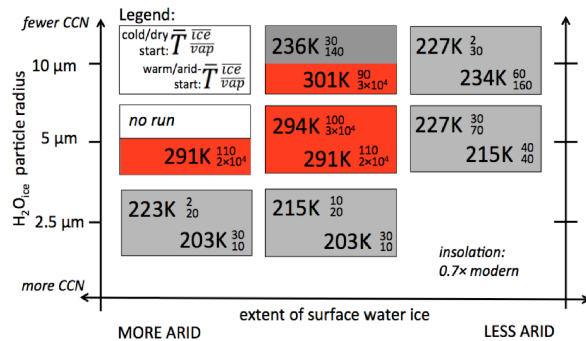 fewer CCN
Legend:
cold/dry start: T̅ ice/vap
warm/arid-start: T̅ ice/vap
236K 30 140
301K 90 3×10⁴
227K 2 30
234K 60 160
10 µm
no run
291K 110 2×10⁴
294K 100 3×10⁴
291K 110 2×10⁴
227K 30 70
215K 40 40
5 µm
H₂O_ice particle radius
223K 2 20
203K 30 10
215K 10 20
203K 30 10
2.5 µm
insolation:
0.7× modern
more CCN
extent of surface water ice
MORE ARID
LESS ARID